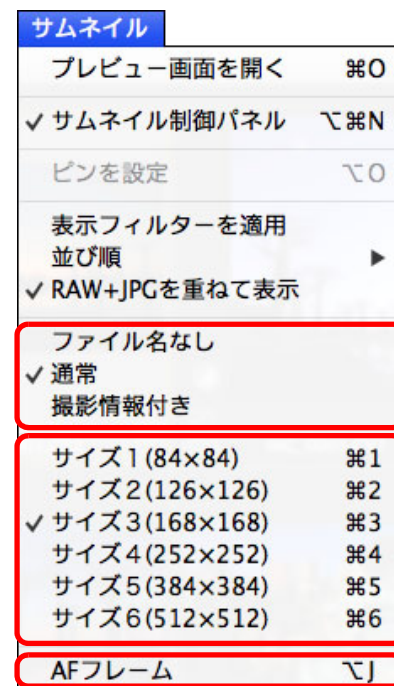 サムネイル
プレビュー画面を開く ⌘O
✓ サムネイル制御パネル ⌥⌘N
ピンを設定 ⌥O
表示フィルターを適用
並び順 ▶
✓ RAW+JPGを重ねて表示
ファイル名なし
✓ 通常
撮影情報付き
サイズ1(84×84) ⌘1
サイズ2(126×126) ⌘2
✓ サイズ3(168×168) ⌘3
サイズ4(252×252) ⌘4
サイズ5(384×384) ⌘5
サイズ6(512×512) ⌘6
AFフレーム ⌥J